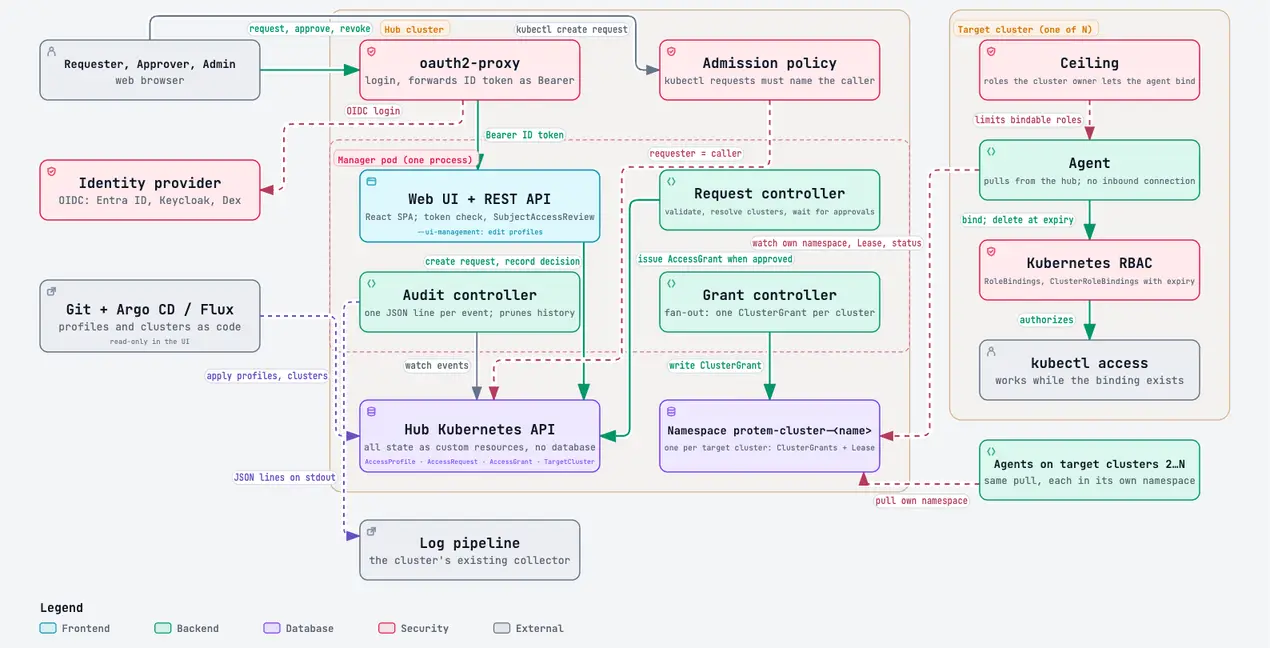 request, approve, revoke
Hub cluster
kubectl create request
Target cluster (one of N)
Requester, Approver, Admin
web browser
oauth2-proxy
login, forwards ID token as Bearer
Admission policy
kubectl requests must name the caller
Ceiling
roles the cluster owner lets the agent bind
OIDC login
limits bindable roles
Bearer ID token
Manager pod (one process)
requester = caller
Identity provider
OIDC: Entra ID, Keycloak, Dex
Web UI + REST API
React SPA; token check, SubjectAccessReview
--ui-management: edit profiles
Request controller
validate, resolve clusters, wait for approvals
Agent
pulls from the hub; no inbound connection
bind; delete at expiry
watch own namespace, Lease, status
create request, record decision
issue AccessGrant when approved
Kubernetes RBAC
RoleBindings, ClusterRoleBindings with expiry
Git + Argo CD / Flux
profiles and clusters as code
read-only in the UI
Audit controller
one JSON line per event; prunes history
Grant controller
fan-out: one ClusterGrant per cluster
authorizes
watch events
write ClusterGrant
apply profiles, clusters
kubectl access
works while the binding exists
Hub Kubernetes API
all state as custom resources, no database
AccessProfile · AccessRequest · AccessGrant · TargetCluster
Namespace protem-cluster-<name>
one per target cluster: ClusterGrants + Lease
Agents on target clusters 2…N
same pull, each in its own namespace
JSON lines on stdout
pull own namespace
Log pipeline
the cluster's existing collector
Legend
Frontend
Backend
Database
Security
External